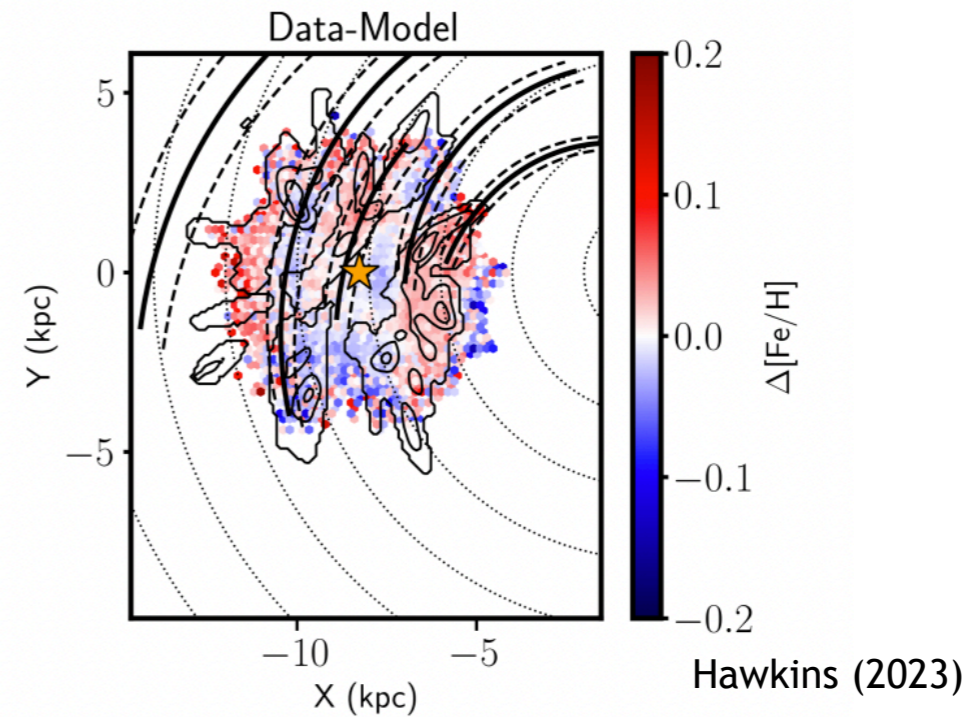 Data-Model
5
0
−5
Y (kpc)
−10
−5
X (kpc)
0.2
0.1
0.0
−0.1
−0.2
Δ[Fe/H]
Hawkins (2023)